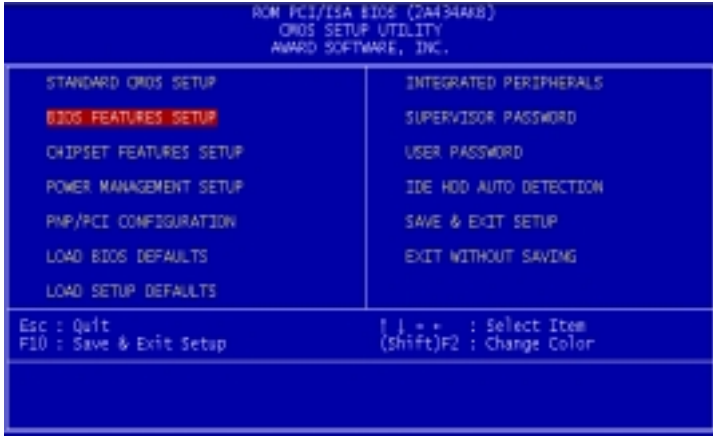 ROM PCI/ISA BIOS (2A434AKB)
CMOS SETUP UTILITY
AWARD SOFTWARE, INC.
STANDARD CMOS SETUP
BIOS FEATURES SETUP
CHIPSET FEATURES SETUP
POWER MANAGEMENT SETUP
PNP/PCI CONFIGURATION
LOAD BIOS DEFAULTS
LOAD SETUP DEFAULTS
INTEGRATED PERIPHERALS
SUPERVISOR PASSWORD
USER PASSWORD
IDE HDD AUTO DETECTION
SAVE & EXIT SETUP
EXIT WITHOUT SAVING
Esc : Quit
F10 : Save & Exit Setup
↑ ↓ → ← : Select Item
(Shift)F2 : Change Color